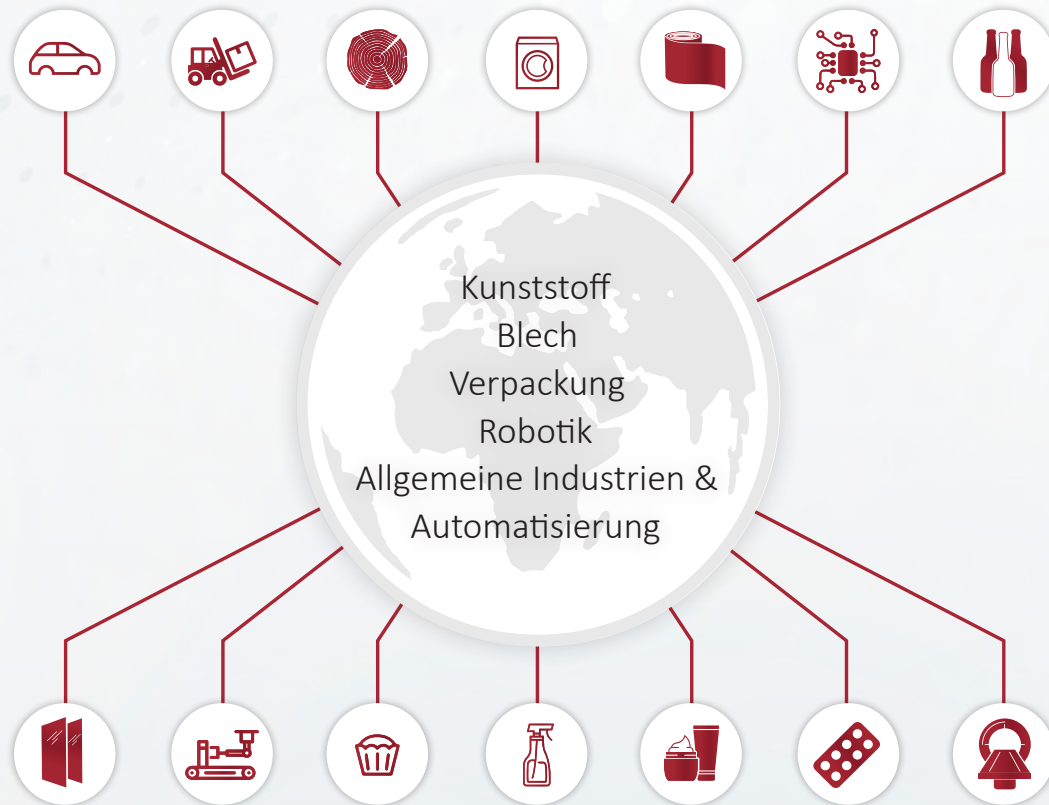 Kunststoff
Blech
Verpackung
Robotik
Allgemeine Industrien &
Automatisierung